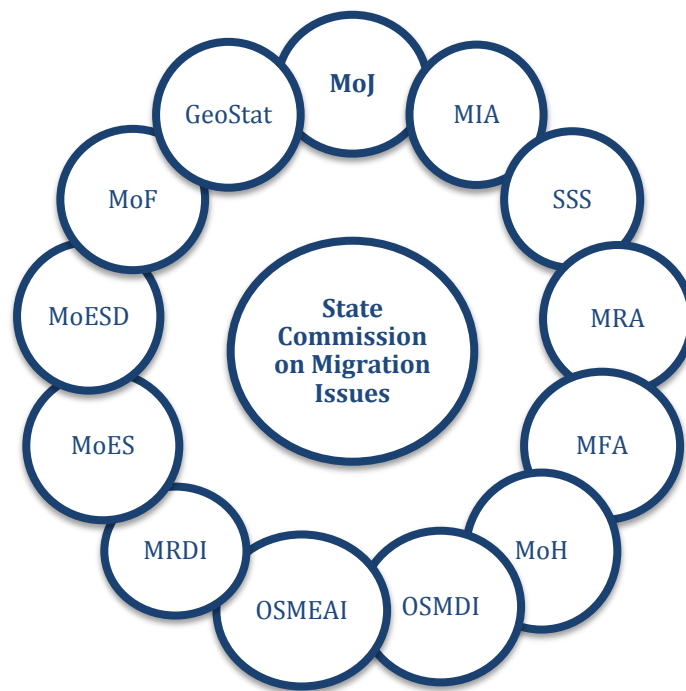 MoJ
MIA
SSS
MRA
MFA
MoH
OSMDI
OSMEAI
MRDI
MoES
MoESD
MoF
GeoStat
State
Commission
on Migration
Issues